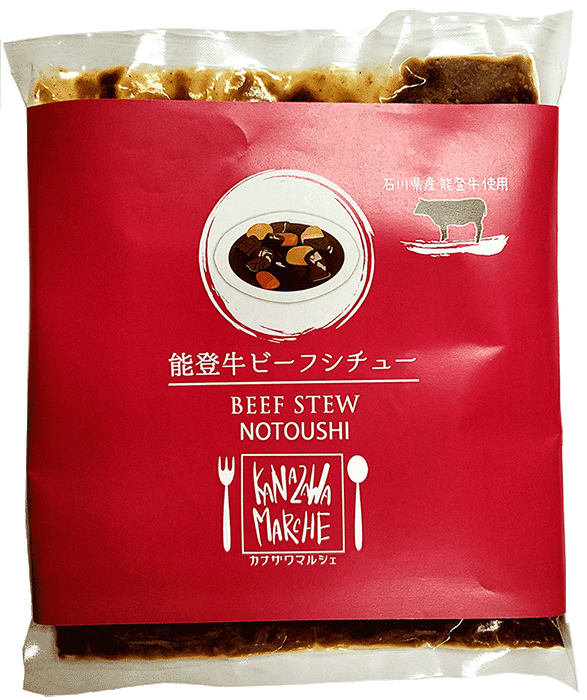 石川県産能登牛使用
能登牛ビーフシチュー
BEEF STEW
NOTOUSHI
KANAZAWA
MARCHE
カナザワマルシェ